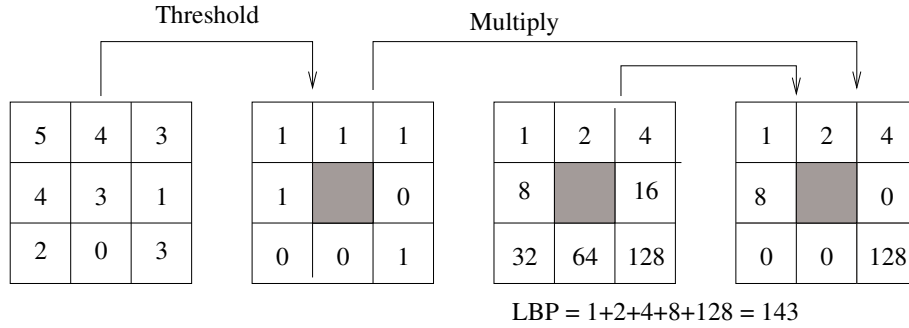 Threshold Multiply
5 4 3 1 1 1 1 2 4 1 2 4
4 3 1 1 0 8 16 8 0
2 0 3 0 0 1 32 64 128 0 0 128
LBP = 1+2+4+8+128 = 143